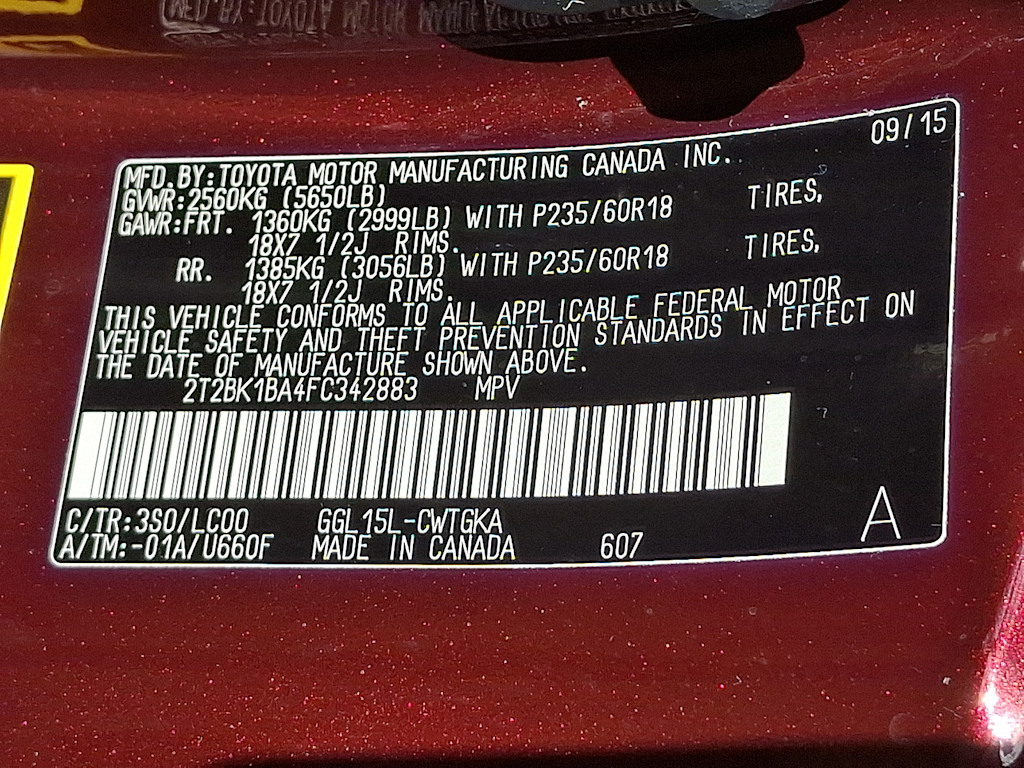 09/15
MFD.BY:TOYOTA MOTOR MANUFACTURING CANADA INC.
GVWR:2560KG (5650LB)
GAWR:FRT. 1360KG (2999LB) WITH P235/60R18 TIRES,
18X7 1/2J RIMS.
RR. 1385KG (3056LB) WITH P235/60R18 TIRES,
18X7 1/2J RIMS.
THIS VEHICLE CONFORMS TO ALL APPLICABLE FEDERAL MOTOR
VEHICLE SAFETY AND THEFT PREVENTION STANDARDS IN EFFECT ON
THE DATE OF MANUFACTURE SHOWN ABOVE.
2T2BK1BA4FC342883 MPV
C/TR:3S0/LC00 GGL15L-CWTGKA
A/TM:-01A/U660F MADE IN CANADA 607
A